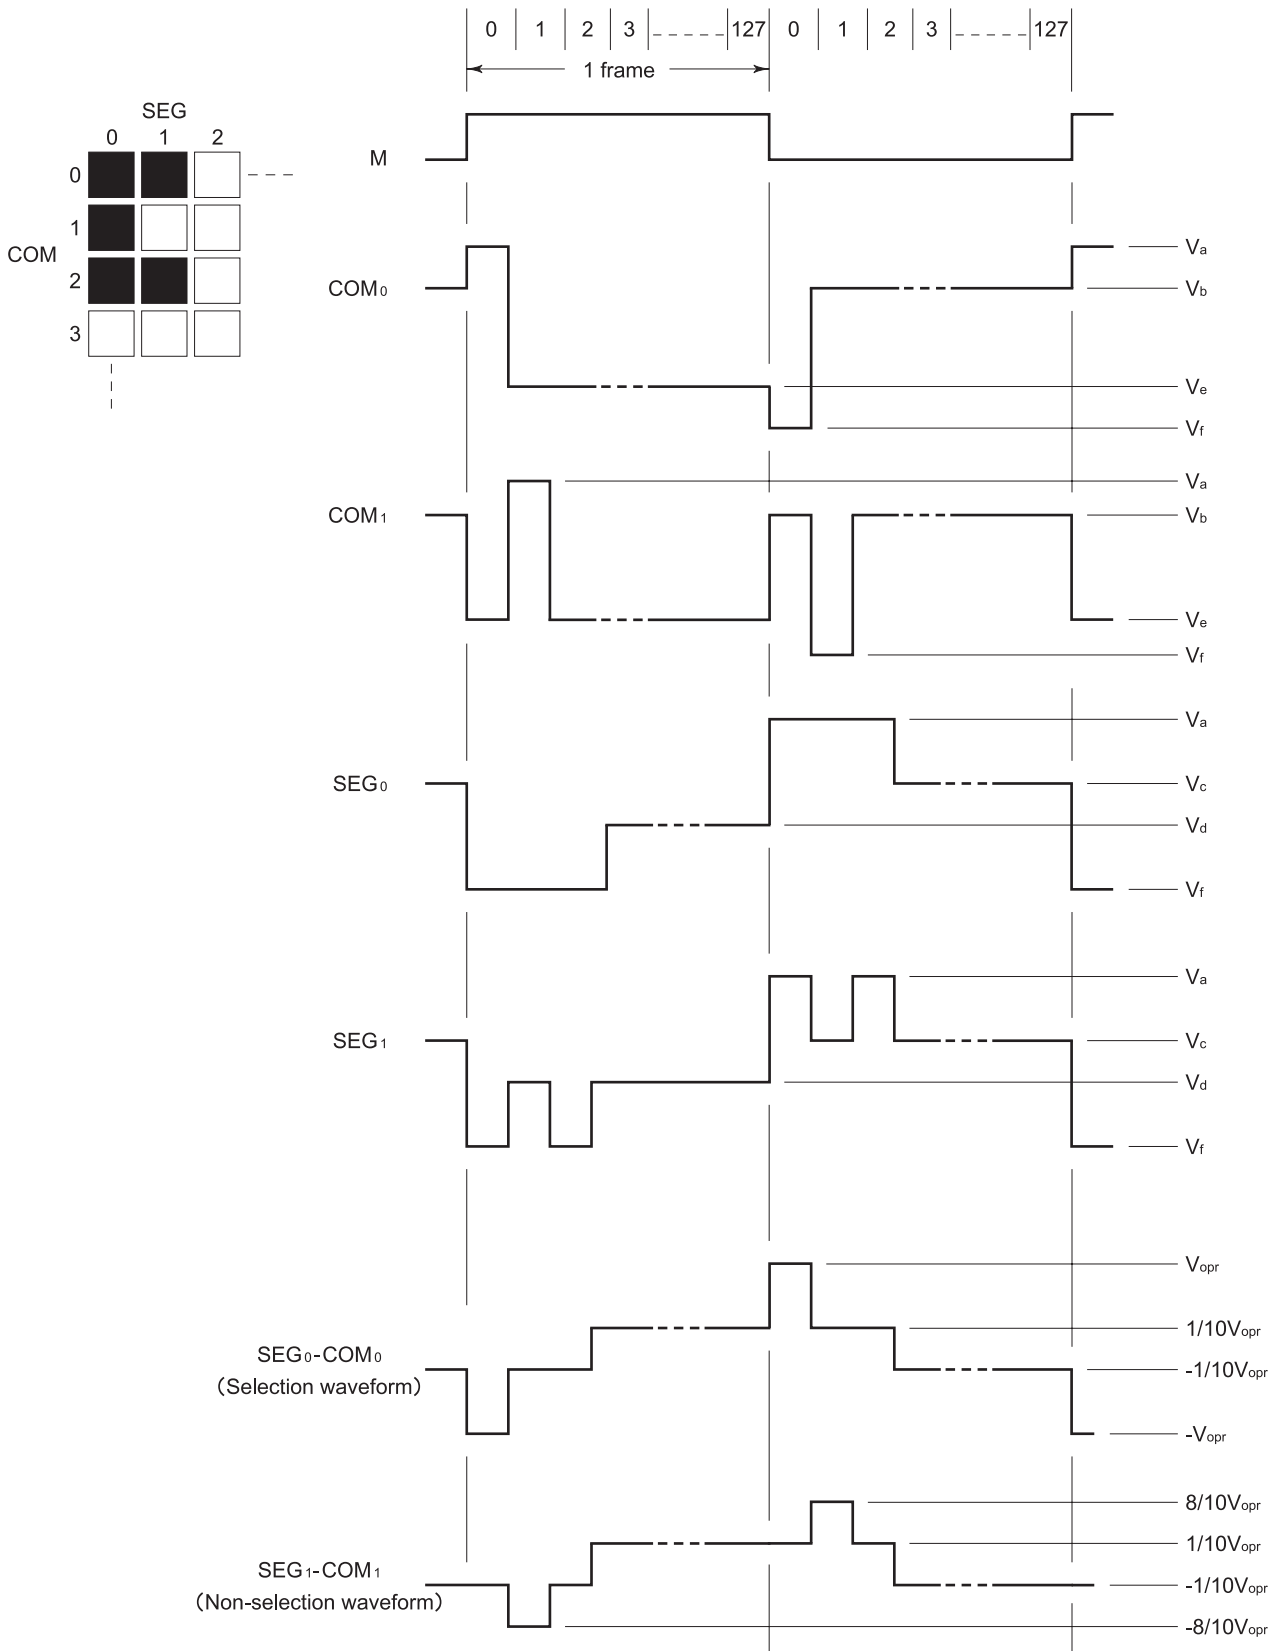 0 1 2 3 127 0 1 2 3 127
1 frame
SEG
0 1 2
0
1
COM
2
3
M
Va
COM0
Vb
Ve
Vf
Va
COM1
Vb
Ve
Vf
Va
SEG0
Vc
Vd
Vf
Va
SEG1
Vc
Vd
Vf
Vopr
1/10Vopr
SEG0-COM0
(Selection waveform)
-1/10Vopr
-Vopr
8/10Vopr
1/10Vopr
SEG1-COM1
(Non-selection waveform)
-1/10Vopr
-8/10Vopr